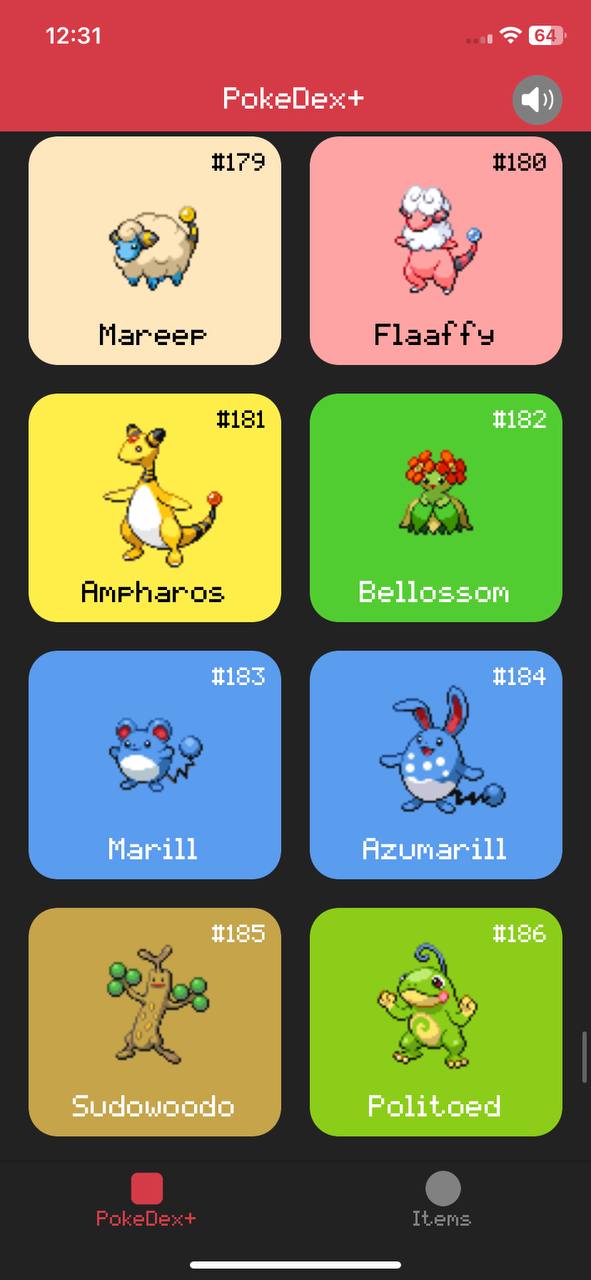 12:31
64
PokeDex+
#179
Mareep
#180
Flaaffy
#181
Ampharos
#182
Bellossom
#183
Marill
#184
Azumarill
#185
Sudowoodo
#186
Politoed
PokeDex+
Items